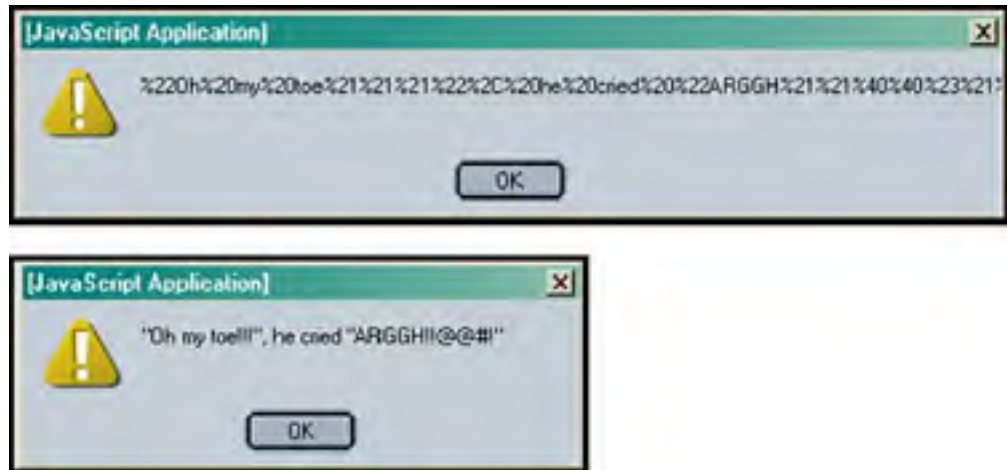 [JavaScript Application]
%22Oh%20my%20toe%21%21%21%22%2C%20he%20cried%20%22ARGGH%21%21%40%40%23%21%
OK
[JavaScript Application]
"Oh my toe!!!", he cried "ARGGH!!@@#!"
OK